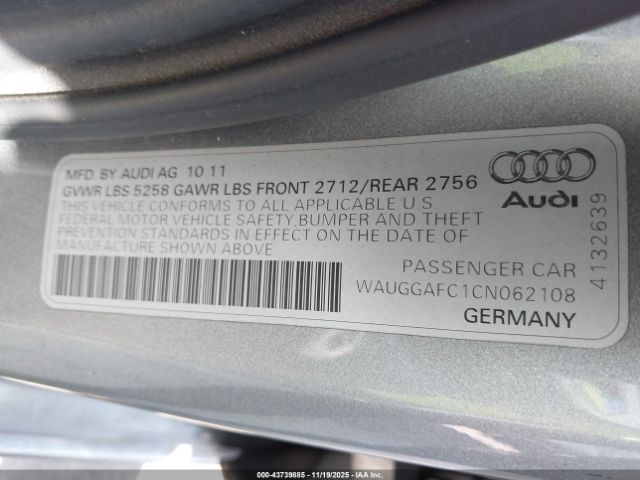 MFD. BY AUDI AG 10 11
GVWR LBS 5258 GAWR LBS FRONT 2712/REAR 2756
THIS VEHICLE CONFORMS TO ALL APPLICABLE U S
FEDERAL MOTOR VEHICLE SAFETY, BUMPER AND THEFT
PREVENTION STANDARDS IN EFFECT ON THE DATE OF
MANUFACTURE SHOWN ABOVE
Audi
4132639
PASSENGER CAR
WAUGGAFC1CN062108
GERMANY
000-43739885 | 11/19/2025 | IAA Inc. Copyright